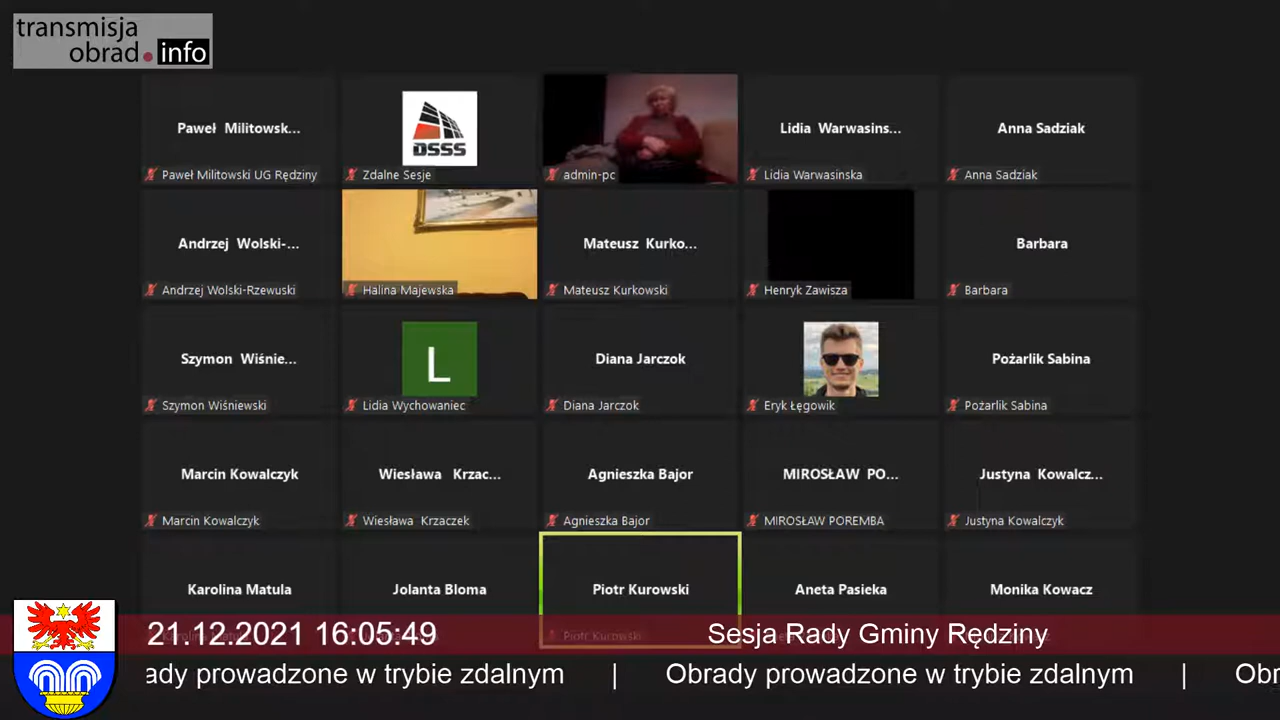 transmisja
obrad.info
Paweł Militowsk...
DSSS
Lidia Warwasins...
Anna Sadziak
Paweł Militowski UG Rędziny
Zdalne Sesje
admin-pc
Lidia Warwasinska
Anna Sadziak
Andrzej Wolski-...
Mateusz Kurko...
Barbara
Andrzej Wolski-Rzewuski
Halina Majewska
Mateusz Kurkowski
Henryk Zawisza
Barbara
Szymon Wiśnie...
L
Diana Jarczok
Pożarlik Sabina
Szymon Wiśniewski
Lidia Wychowaniec
Diana Jarczok
Eryk Łęgowik
Pożarlik Sabina
Marcin Kowalczyk
Wiesława Krzac...
Agnieszka Bajor
MIROSŁAW PO...
Justyna Kowalcz...
Marcin Kowalczyk
Wiesława Krzaczek
Agnieszka Bajor
MIROSŁAW POREMBA
Justyna Kowalczyk
Karolina Matula
Jolanta Bloma
Piotr Kurowski
Aneta Pasieka
Monika Kowacz
21.12.2021 16:05:49
Piotr Kurowski
Sesja Rady Gminy Rędziny
ady prowadzone w trybie zdalnym | Obrady prowadzone w trybie zdalnym | Obr